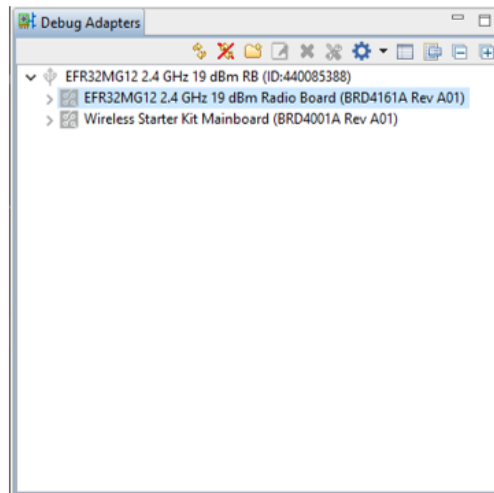 Debug Adapters
EFR32MG12 2.4 GHz 19 dBm RB (ID:440085388)
EFR32MG12 2.4 GHz 19 dBm Radio Board (BRD4161A Rev A01)
Wireless Starter Kit Mainboard (BRD4001A Rev A01)